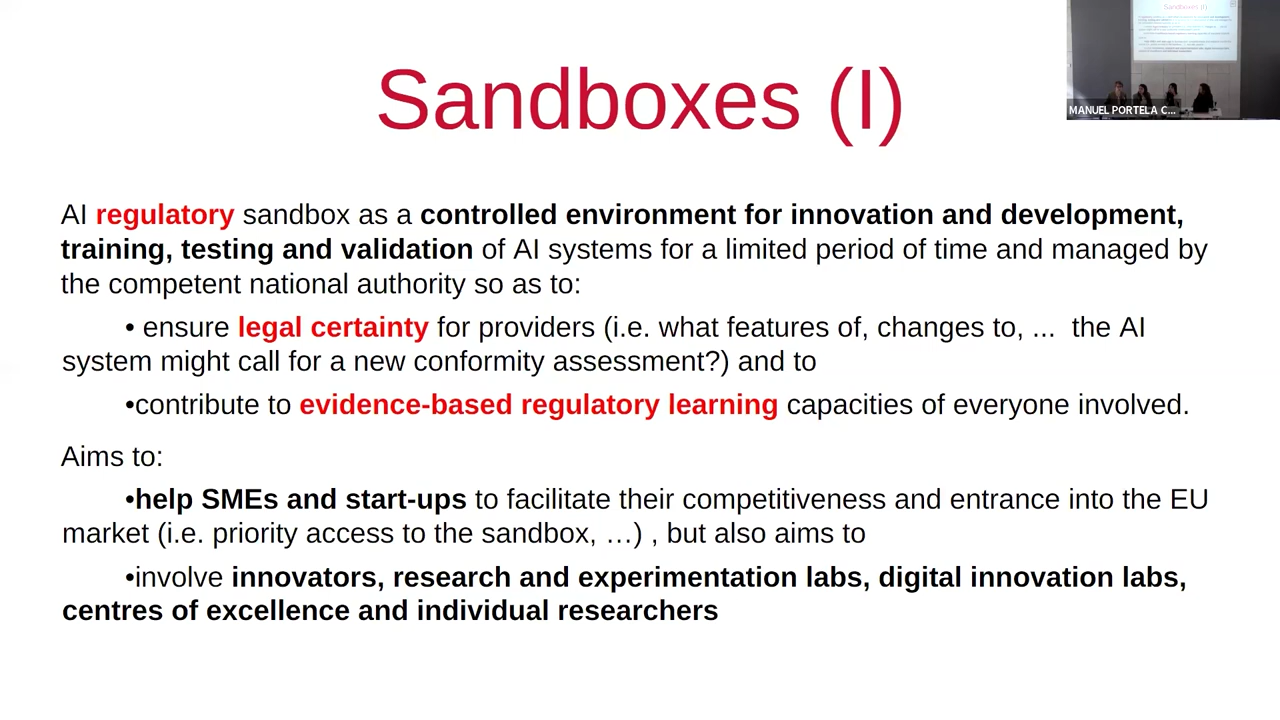 Sandboxes (I)
MANUEL PORTELA C...
AI regulatory sandbox as a controlled environment for innovation and development,
training, testing and validation of AI systems for a limited period of time and managed by
the competent national authority so as to:
• ensure legal certainty for providers (i.e. what features of, changes to, ... the AI
system might call for a new conformity assessment?) and to
•contribute to evidence-based regulatory learning capacities of everyone involved.
Aims to:
•help SMEs and start-ups to facilitate their competitiveness and entrance into the EU
market (i.e. priority access to the sandbox, …) , but also aims to
•involve innovators, research and experimentation labs, digital innovation labs,
centres of excellence and individual researchers